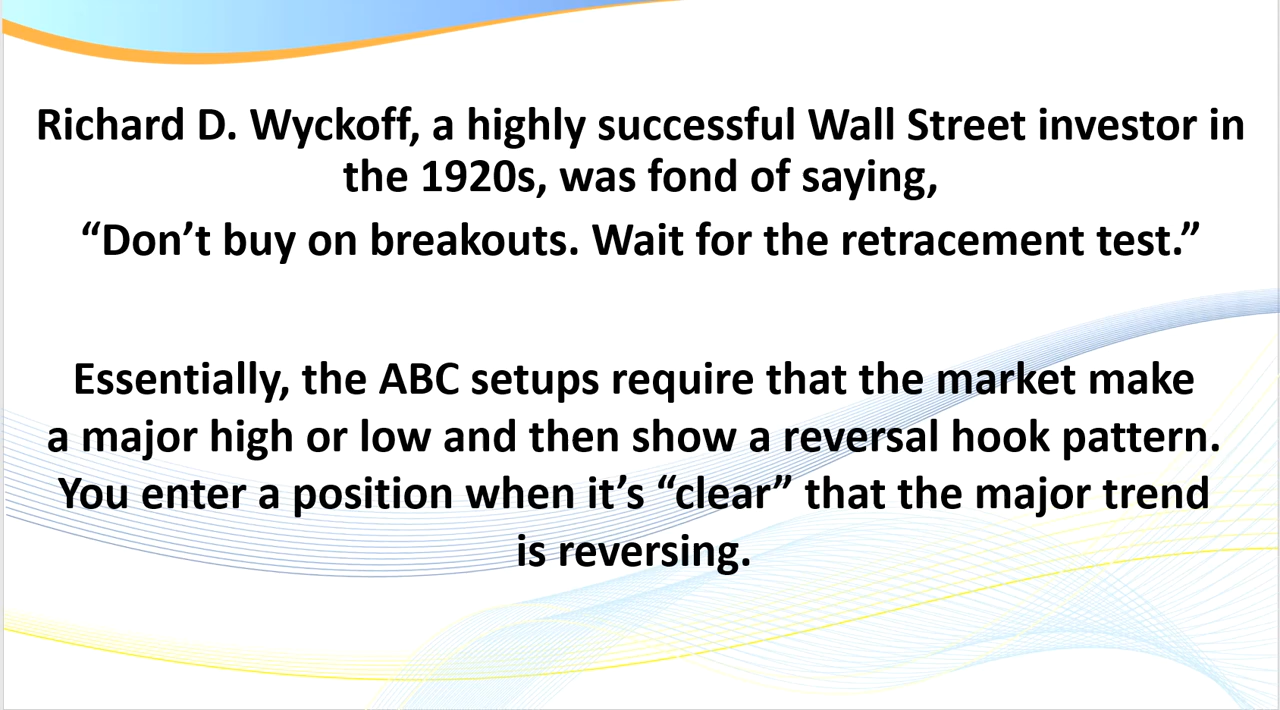 Richard D. Wyckoff, a highly successful Wall Street investor in
the 1920s, was fond of saying,
“Don’t buy on breakouts. Wait for the retracement test.”
Essentially, the ABC setups require that the market make
a major high or low and then show a reversal hook pattern.
You enter a position when it’s “clear” that the major trend
is reversing.